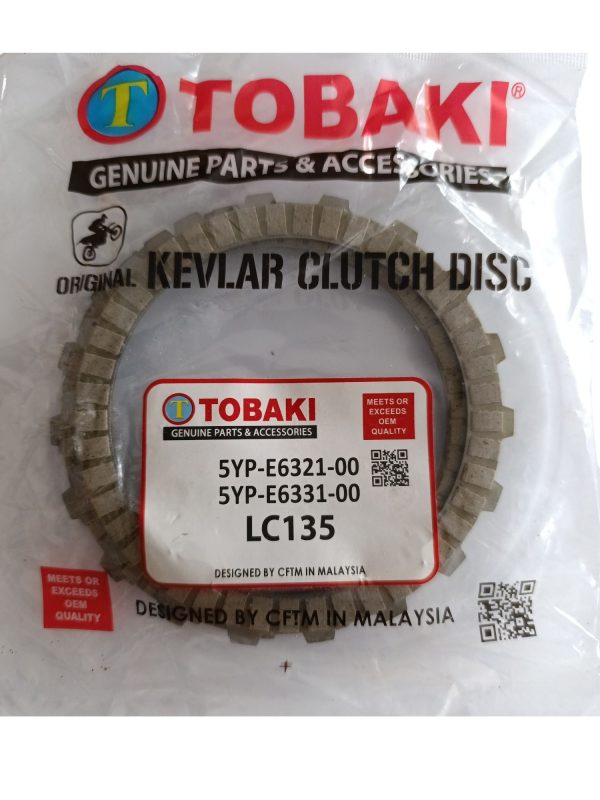 T TOBAKI®
GENUINE PARTS & ACCESSORIES
ORIGINAL KEVLAR CLUTCH DISC
T TOBAKI
GENUINE PARTS & ACCESSORIES
MEETS OR
EXCEEDS
OEM
QUALITY
5YP-E6321-00
5YP-E6331-00
LC135
DESIGNED BY CFTM IN MALAYSIA
MEETS OR
EXCEEDS
OEM
QUALITY
DESIGNED BY CFTM IN MALAYSIA